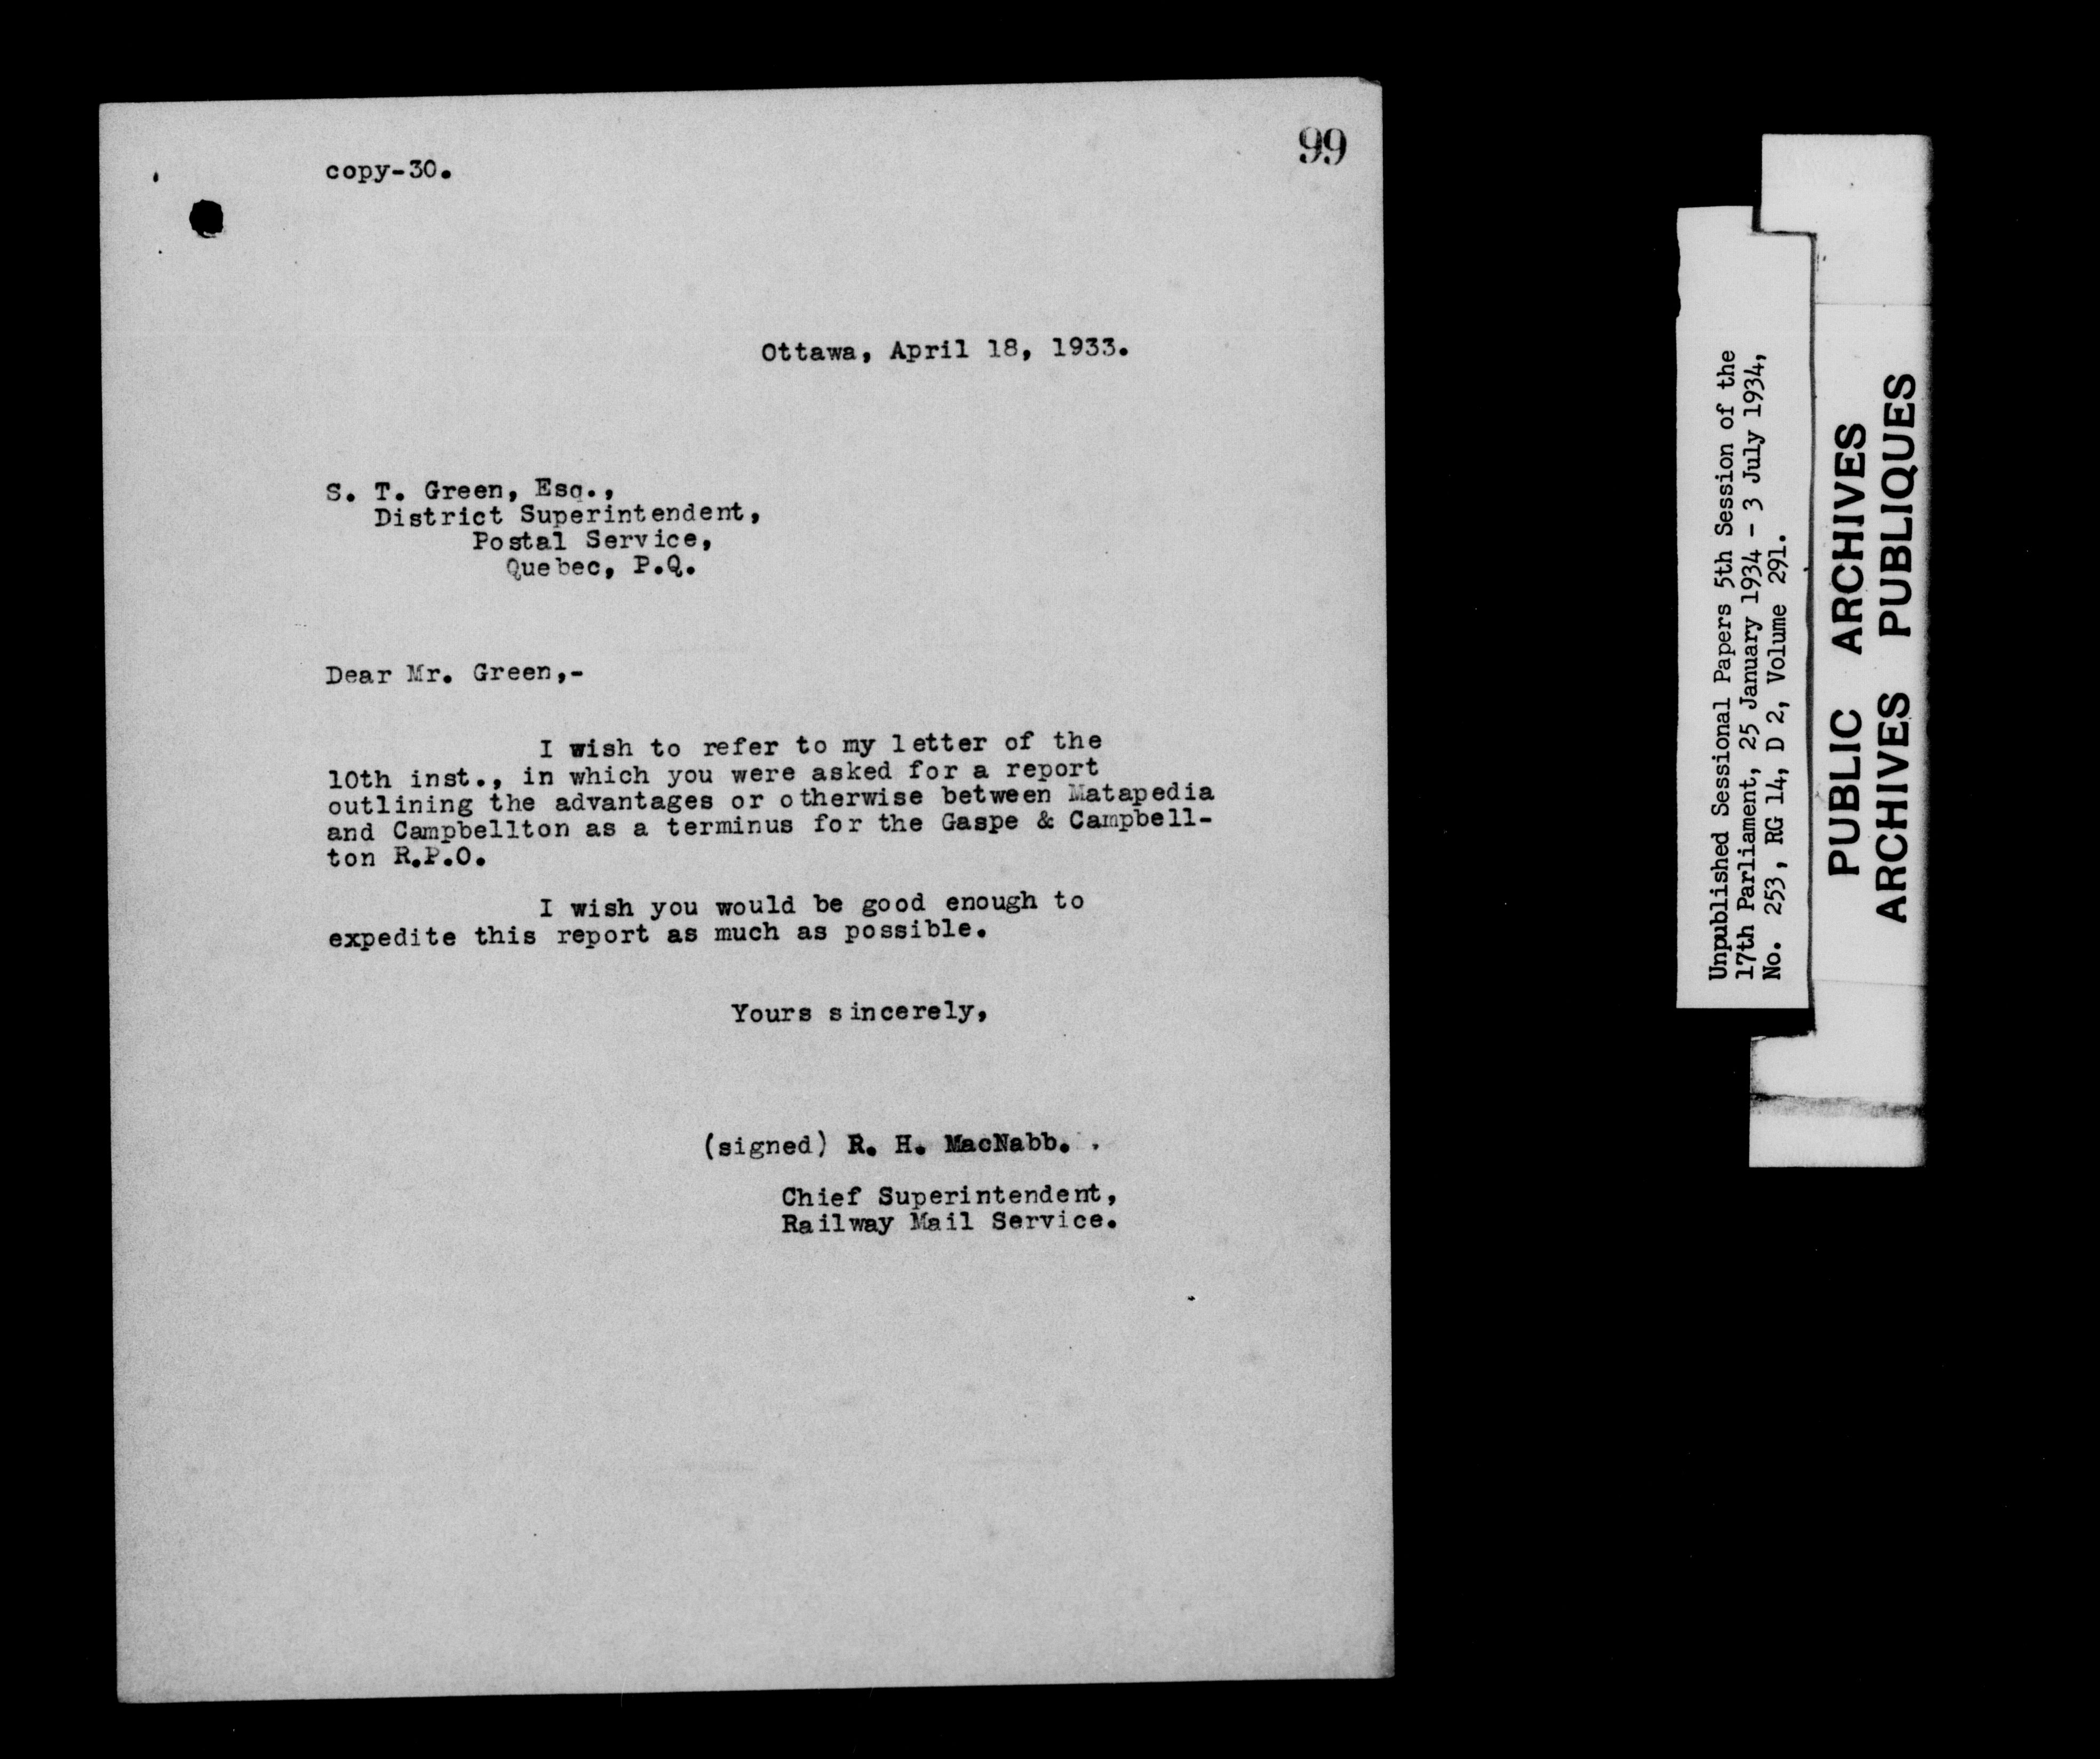 99
copy-30.
Ottawa, April 18, 1933.
S. T. Green, Esq.,
District Superintendent,
Postal Service,
Quebec, P.Q.
Dear Mr. Green,-
I wish to refer to my letter of the
10th inst., in which you were asked for a report
outlining the advantages or otherwise between Matapedia
and Campbellton as a terminus for the Gaspe & Campbell-
ton R.P.O.
I wish you would be good enough to
expedite this report as much as possible.
Yours sincerely,
(signed) R. H. MacNabb.
Chief Superintendent,
Railway Mail Service.
Unpublished Sessional Papers 5th Session of the
17th Parliament, 25 January 1934 - 3 July 1934,
No. 253, RG 14, D 2, Volume 291.
PUBLIC ARCHIVES
ARCHIVES PUBLIQUES